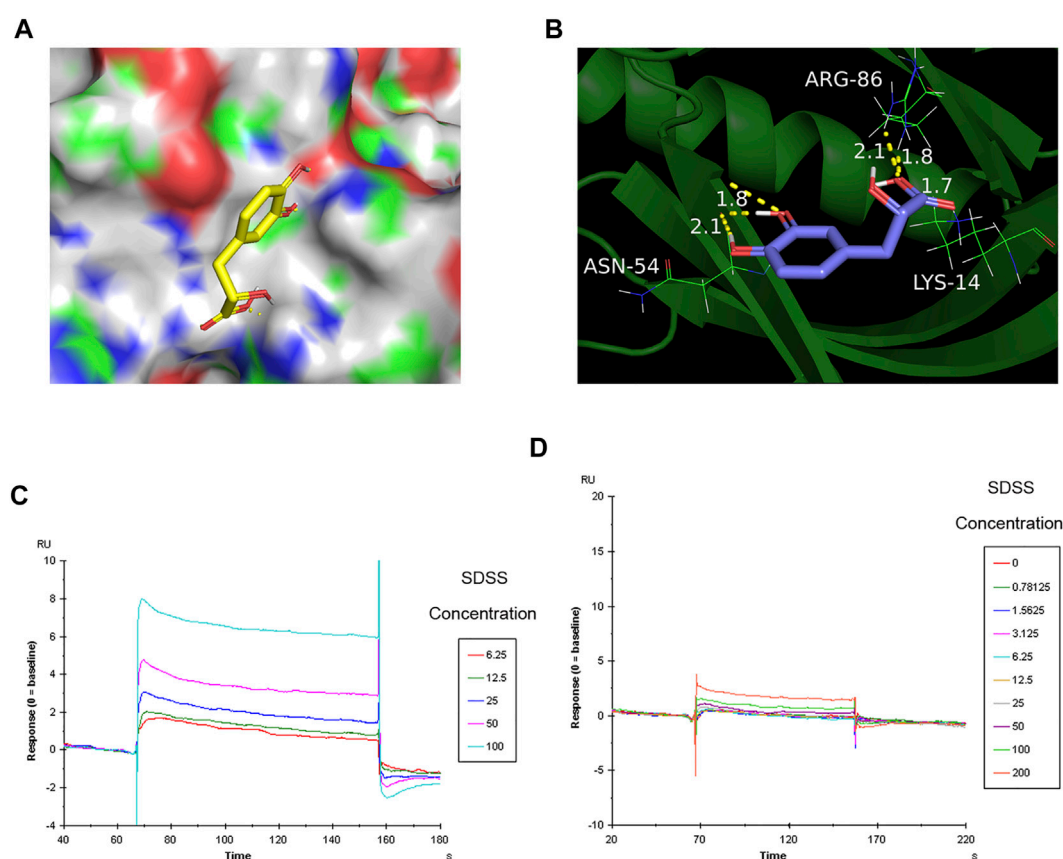 A
B
ARG-86
2.1
1.8
1.7
1.8
2.1
ASN-54
LYS-14
C
RU
10
8
6
4
2
0
-2
-4
Response (0 = baseline)
40 60 80 100 120 140 160 180
Time
s
SDSS
Concentration
6.25
12.5
25
50
100
D
RU
20
15
10
5
0
-5
-10
Response (0 = baseline)
20 70 120 170 220
Time
s
SDSS
Concentration
0
0.78125
1.5625
3.125
6.25
12.5
25
50
100
200